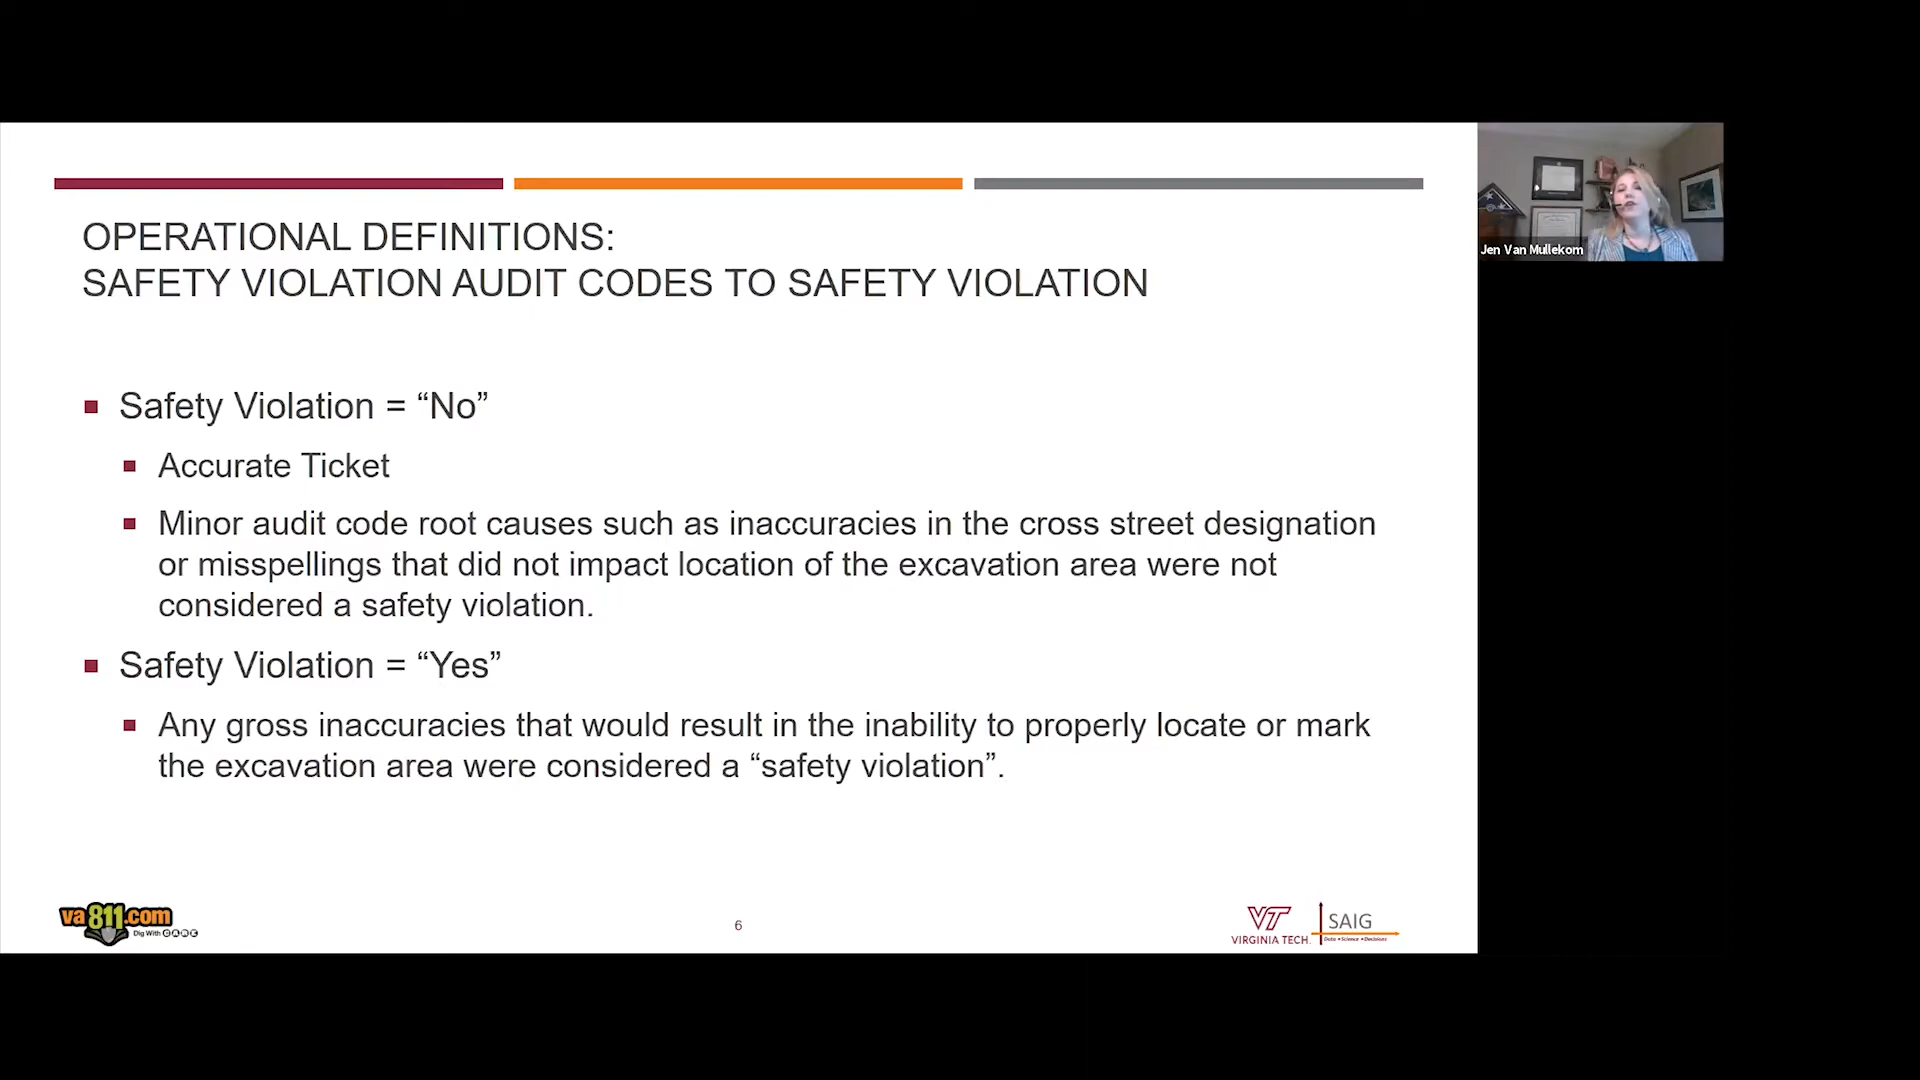 OPERATIONAL DEFINITIONS:
SAFETY VIOLATION AUDIT CODES TO SAFETY VIOLATION
Jen Van Mullekom
Safety Violation = “No”
Accurate Ticket
Minor audit code root causes such as inaccuracies in the cross street designation
or misspellings that did not impact location of the excavation area were not
considered a safety violation.
Safety Violation = “Yes”
Any gross inaccuracies that would result in the inability to properly locate or mark
the excavation area were considered a “safety violation”.
va811.com
Dig With C.A.R.E.
6
VT
VIRGINIA TECH.
SAIG
Data • Science • Decisions